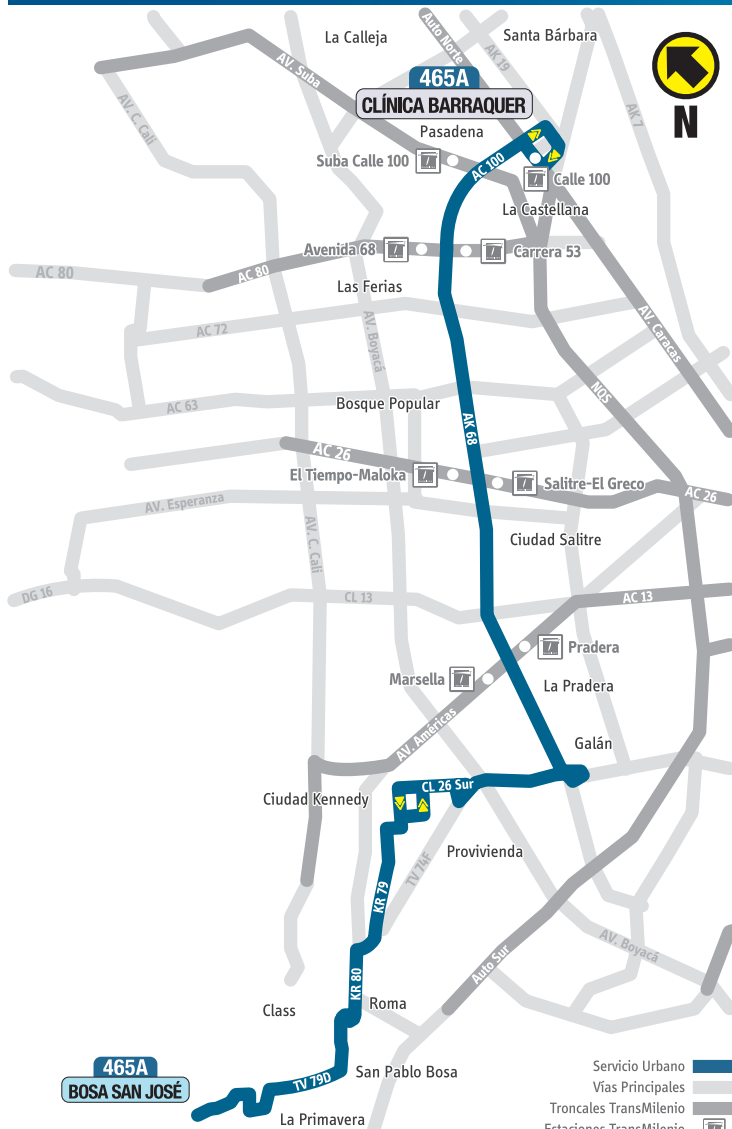 La Calleja
Auto Norte
AK 19
Santa Bárbara
AV. Suba
465A
CLÍNICA BARRAQUER
N
AV. C. Cali
AK 7
Pasadena
Suba Calle 100
AC 100
Calle 100
La Castellana
Avenida 68
Carrera 53
AC 80
AC 80
Las Ferias
AC 72
AV. Boyacá
AV. Caracas
NQS
AC 63
Bosque Popular
AK 68
AC 26
El Tiempo-Maloka
Salitre-El Greco
AC 26
AV. Esperanza
AV. C. Cali
Ciudad Salitre
DG 16
CL 13
AC 13
Pradera
Marsella
La Pradera
AV. Américas
Galán
CL 26 Sur
Ciudad Kennedy
Provivienda
TV 74F
KR 79
AV. Boyacá
Auto Sur
KR 80
Class
Roma
465A
BOSA SAN JOSÉ
TV 79D
San Pablo Bosa
La Primavera
Servicio Urbano
Vías Principales
Troncales TransMilenio
Estaciones TransMilenio